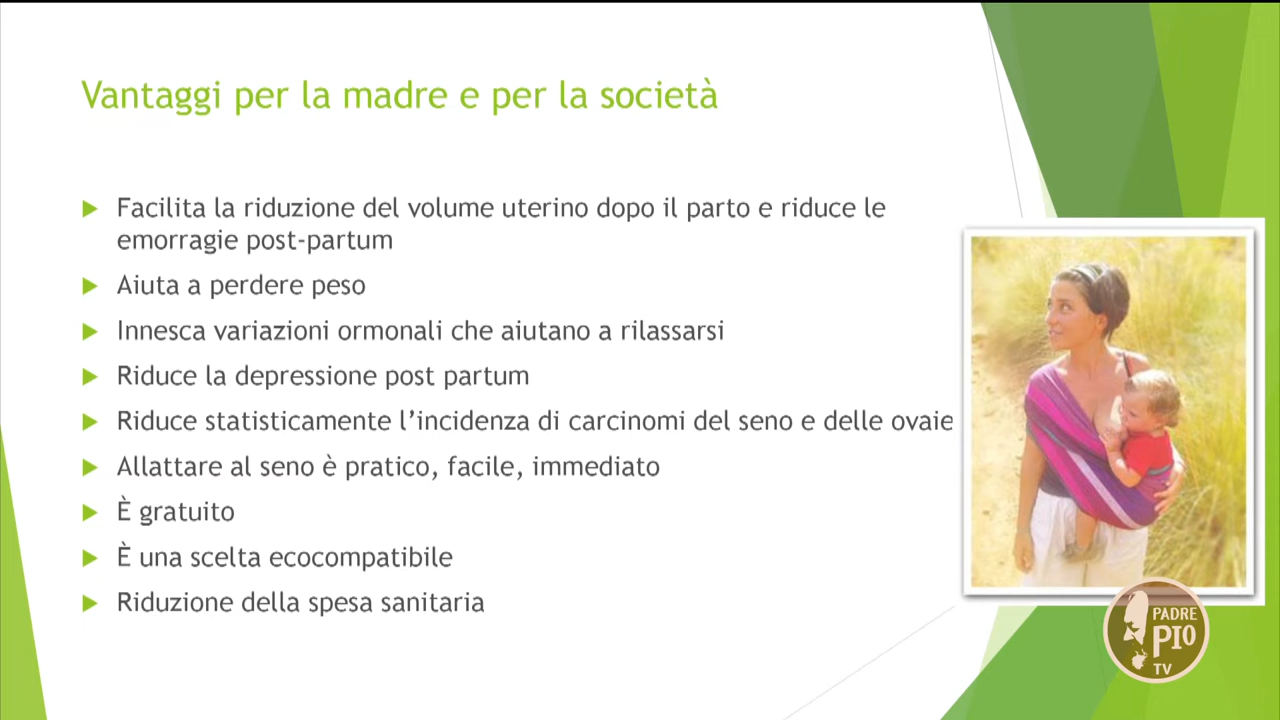 Vantaggi per la madre e per la società
Facilita la riduzione del volume uterino dopo il parto e riduce le
emorragie post-partum
Aiuta a perdere peso
Innesca variazioni ormonali che aiutano a rilassarsi
Riduce la depressione post partum
Riduce statisticamente l’incidenza di carcinomi del seno e delle ovaie
Allattare al seno è pratico, facile, immediato
È gratuito
È una scelta ecocompatibile
Riduzione della spesa sanitaria
PADRE
PIO
TV